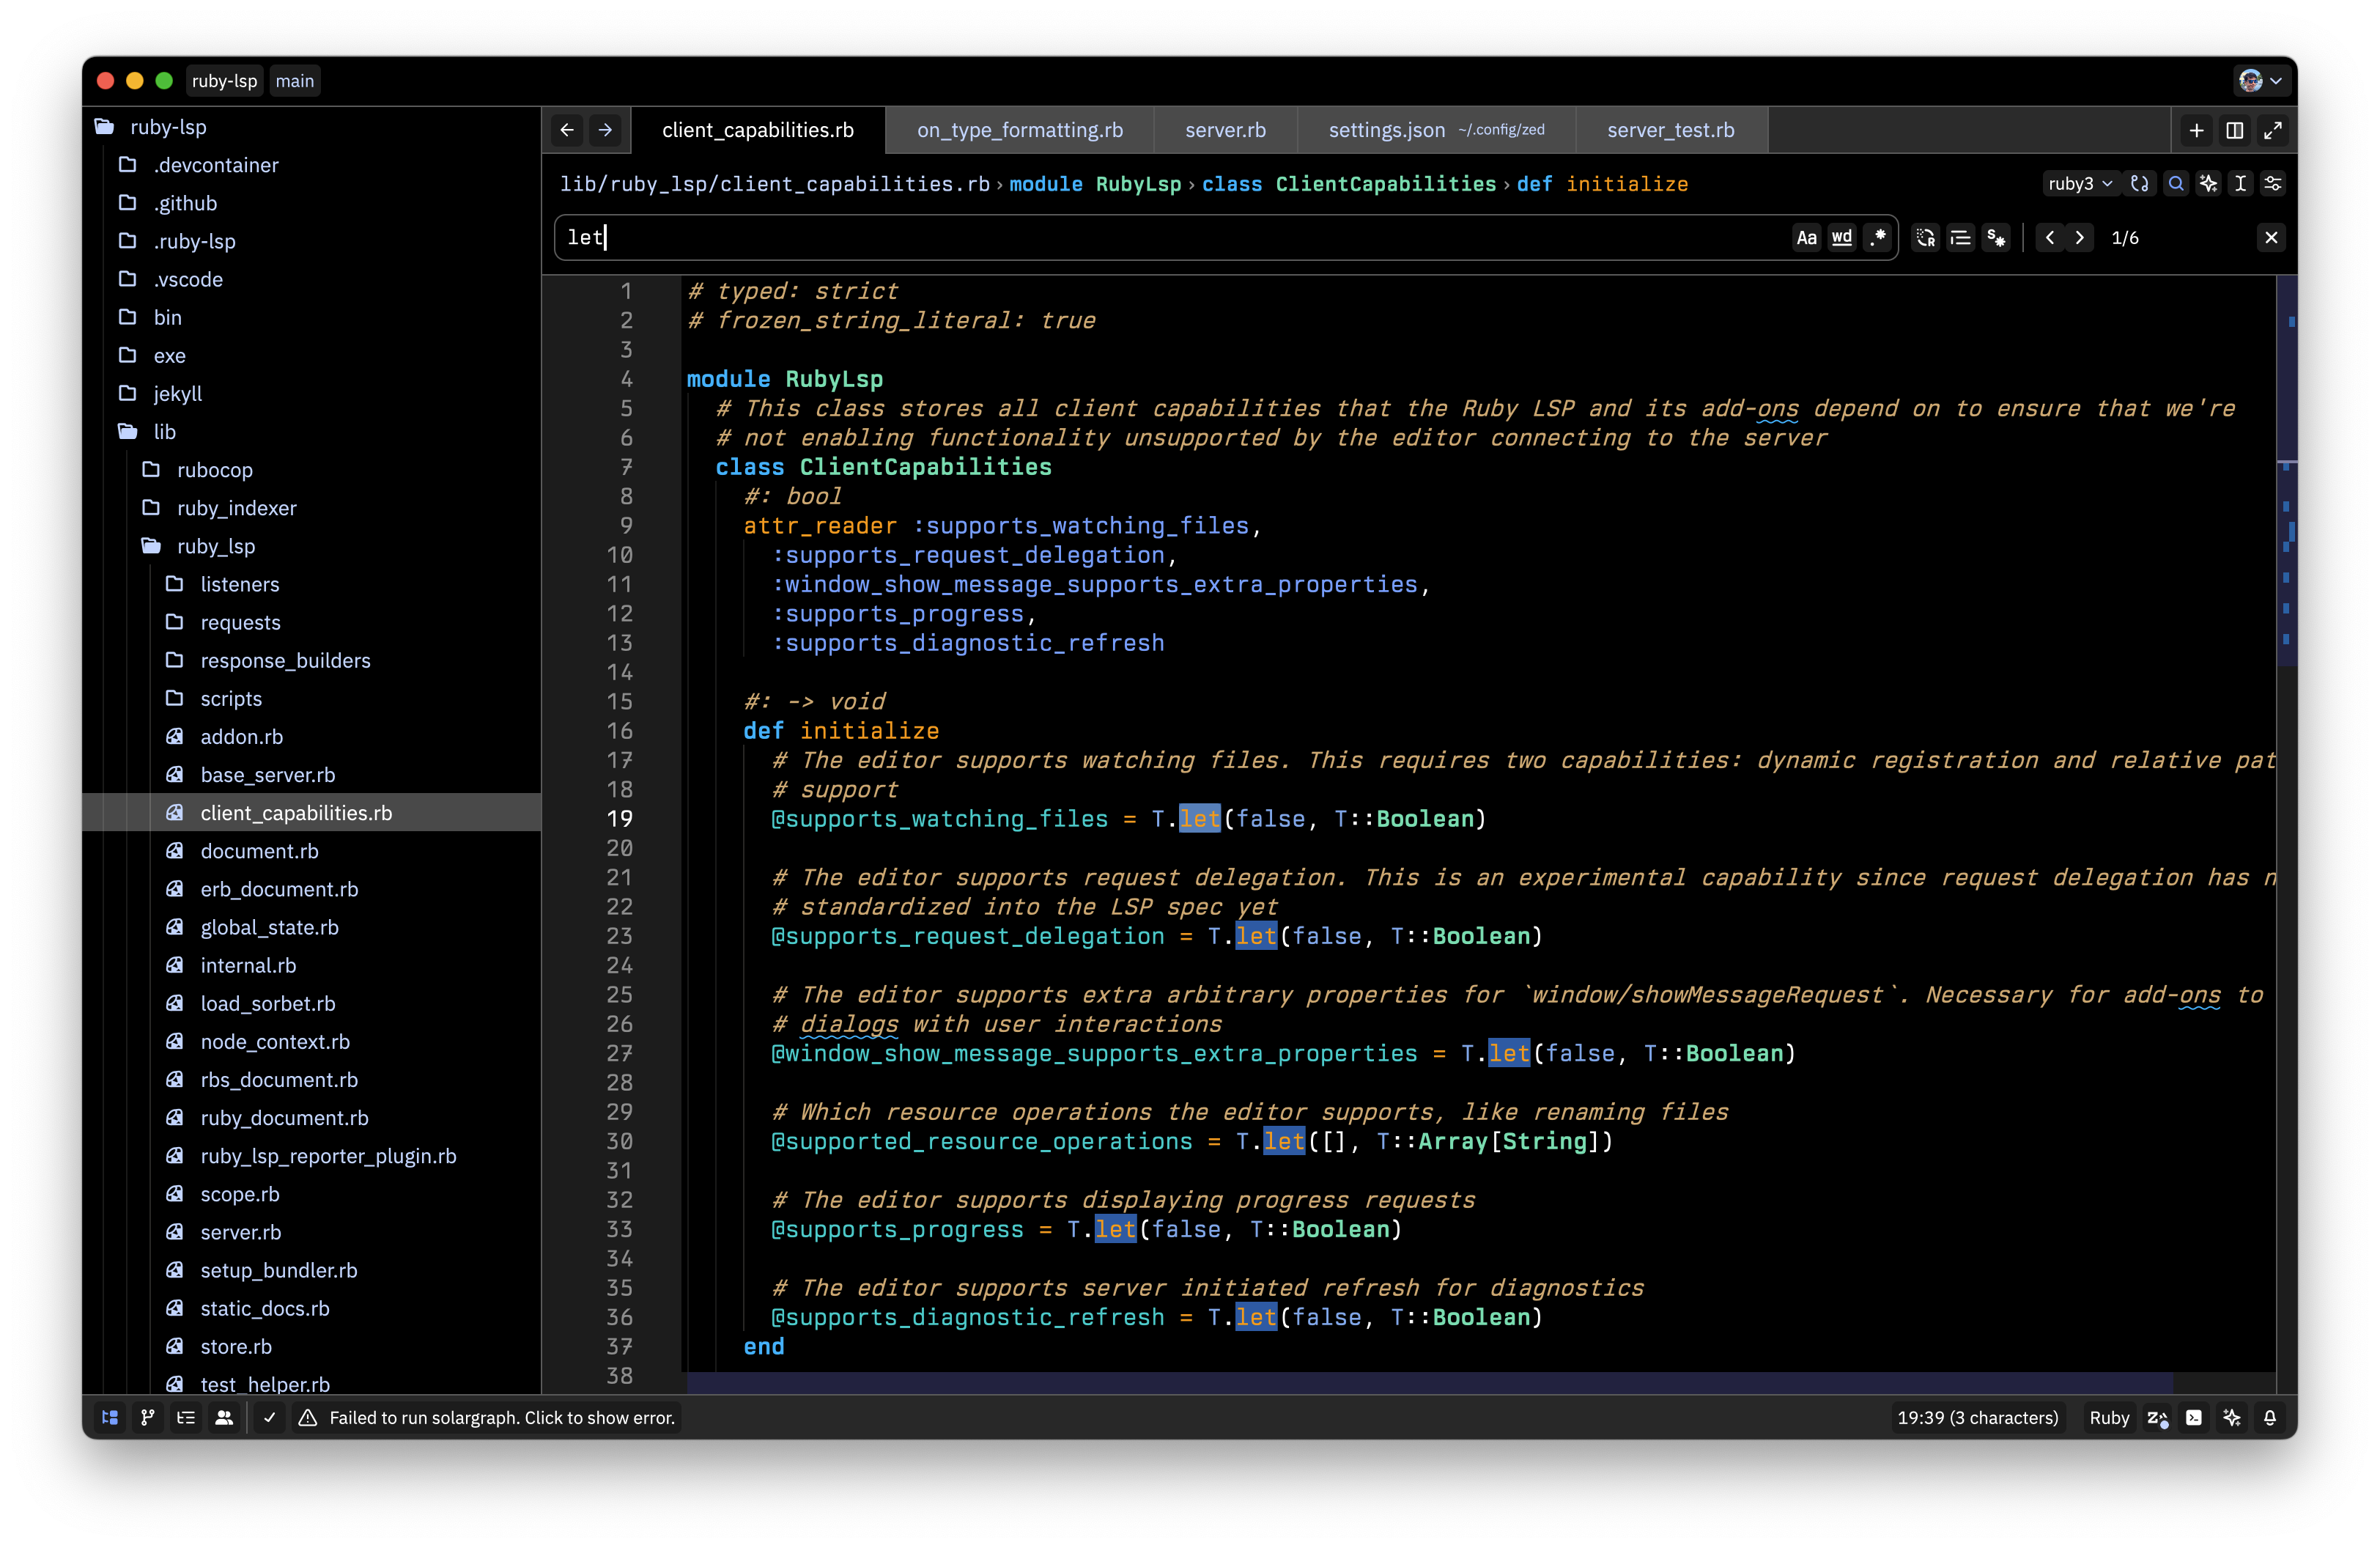 ruby-lsp main
ruby-lsp
.devcontainer
.github
.ruby-lsp
.vscode
bin
exe
jekyll
lib
rubocop
ruby_indexer
ruby_lsp
listeners
requests
response_builders
scripts
addon.rb
base_server.rb
client_capabilities.rb
document.rb
erb_document.rb
global_state.rb
internal.rb
load_sorbet.rb
node_context.rb
rbs_document.rb
ruby_document.rb
ruby_lsp_reporter_plugin.rb
scope.rb
server.rb
setup_bundler.rb
static_docs.rb
store.rb
test_helper.rb
client_capabilities.rb on_type_formatting.rb server.rb settings.json ~/.config/zed server_test.rb
lib/ruby_lsp/client_capabilities.rb › module RubyLsp › class ClientCapabilities › def initialize ruby3
let Aa wd .* 1/6
1 # typed: strict
2 # frozen_string_literal: true
3
4 module RubyLsp
5 # This class stores all client capabilities that the Ruby LSP and its add-ons depend on to ensure that we're
6 # not enabling functionality unsupported by the editor connecting to the server
7 class ClientCapabilities
8 #: bool
9 attr_reader :supports_watching_files,
10 :supports_request_delegation,
11 :window_show_message_supports_extra_properties,
12 :supports_progress,
13 :supports_diagnostic_refresh
14
15 #: -> void
16 def initialize
17 # The editor supports watching files. This requires two capabilities: dynamic registration and relative pat
18 # support
19 @supports_watching_files = T.let(false, T::Boolean)
20
21 # The editor supports request delegation. This is an experimental capability since request delegation has n
22 # standardized into the LSP spec yet
23 @supports_request_delegation = T.let(false, T::Boolean)
24
25 # The editor supports extra arbitrary properties for `window/showMessageRequest`. Necessary for add-ons to
26 # dialogs with user interactions
27 @window_show_message_supports_extra_properties = T.let(false, T::Boolean)
28
29 # Which resource operations the editor supports, like renaming files
30 @supported_resource_operations = T.let([], T::Array[String])
31
32 # The editor supports displaying progress requests
33 @supports_progress = T.let(false, T::Boolean)
34
35 # The editor supports server initiated refresh for diagnostics
36 @supports_diagnostic_refresh = T.let(false, T::Boolean)
37 end
38
Failed to run solargraph. Click to show error. 19:39 (3 characters) Ruby